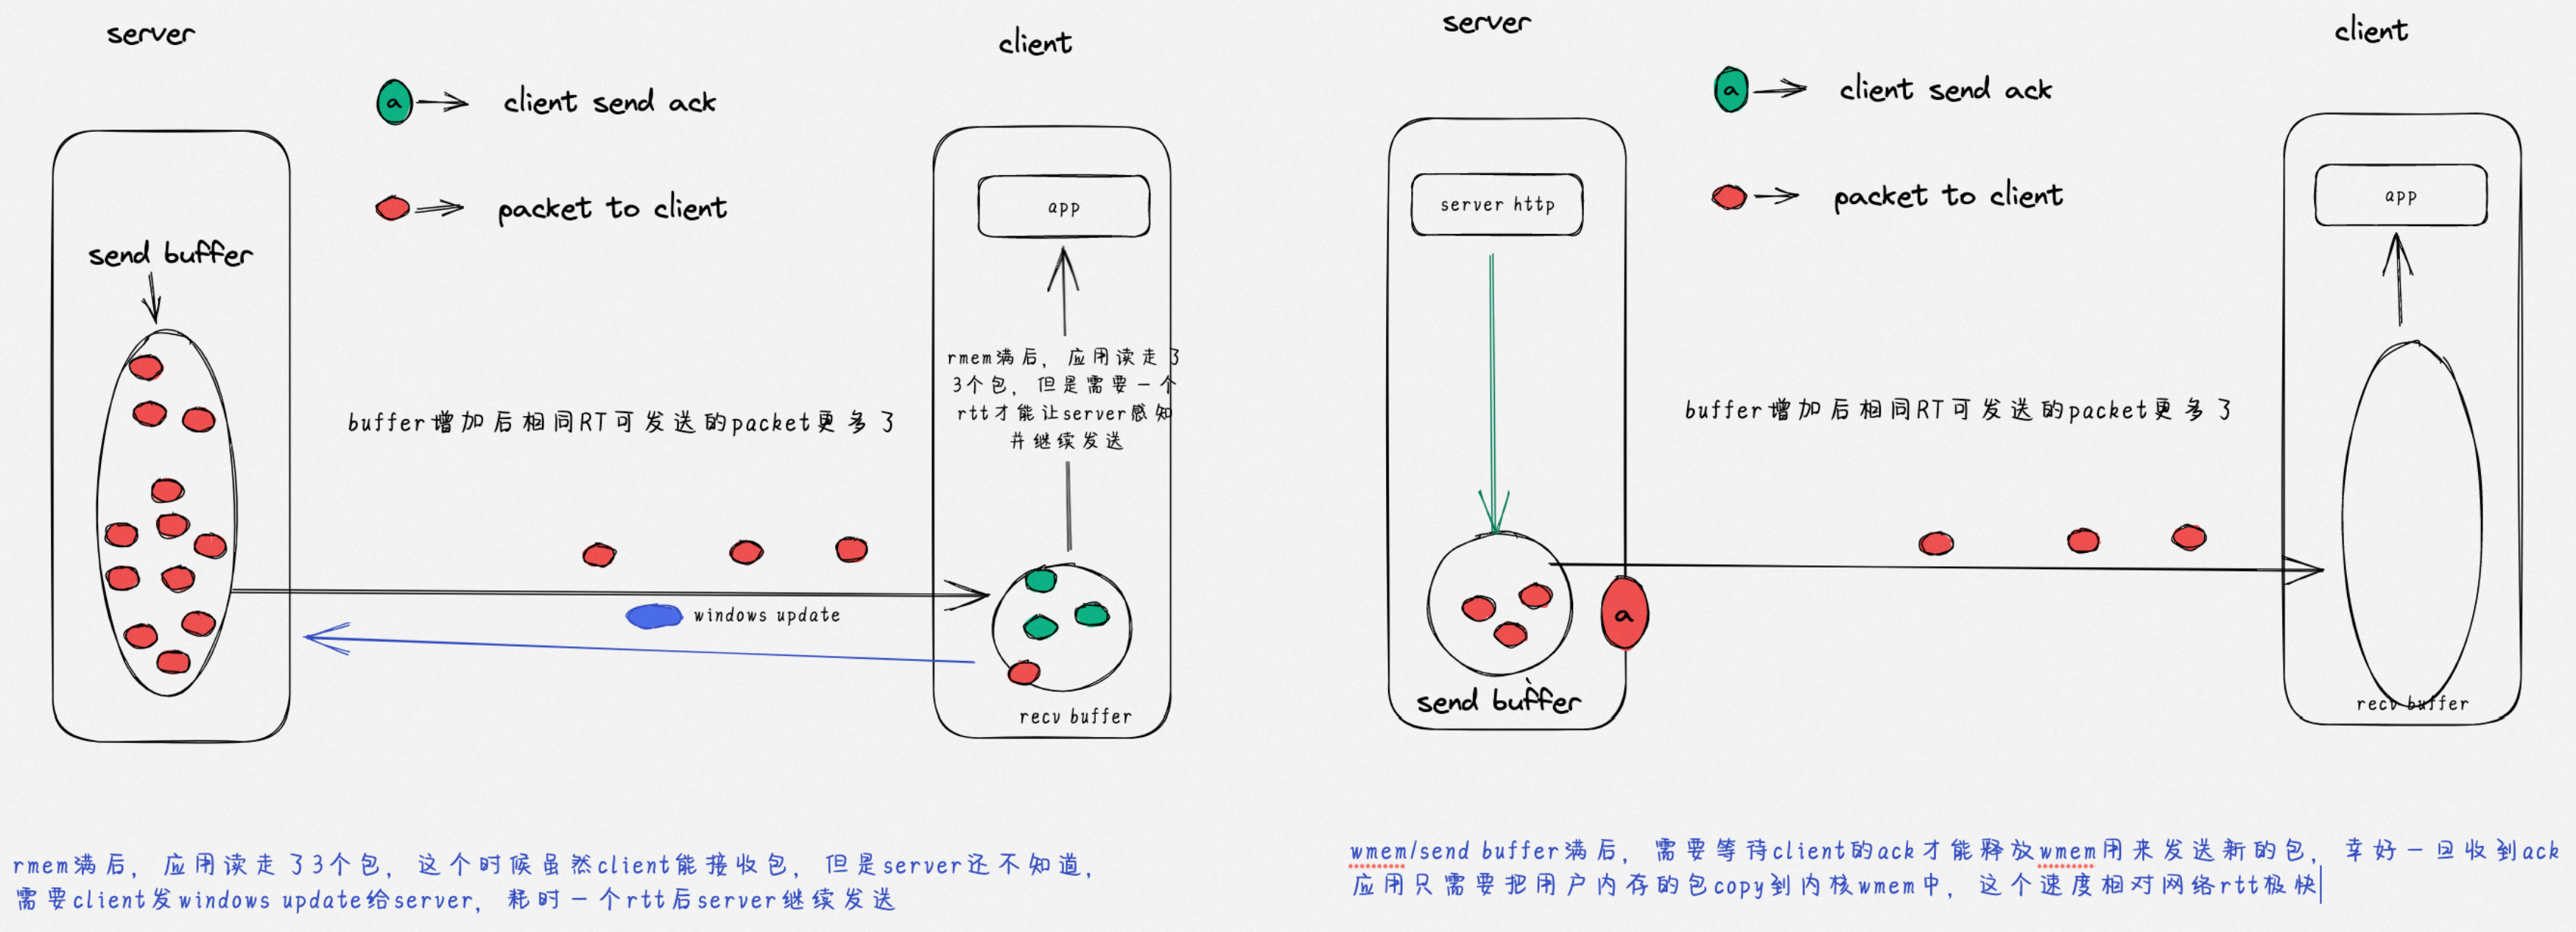 server
client
a
client send ack
packet to client
app
send buffer
rmem满后，应用读走了
3个包，但是需要一个
rtt才能让server感知
并继续发送
buffer增加后相同RT可发送的packet更多了
windows update
recv buffer
rmem满后，应用读走了3个包，这个时候虽然client能接收包，但是server还不知道，
需要client发windows update给server，耗时一个rtt后server继续发送
server
client
a
client send ack
packet to client
server http
app
buffer增加后相同RT可发送的packet更多了
a
send buffer
recv buffer
wmem/send buffer满后，需要等待client的ack才能释放wmem用来发送新的包，幸好一旦收到ack
应用只需要把用户内存的包copy到内核wmem中，这个速度相对网络rtt极快